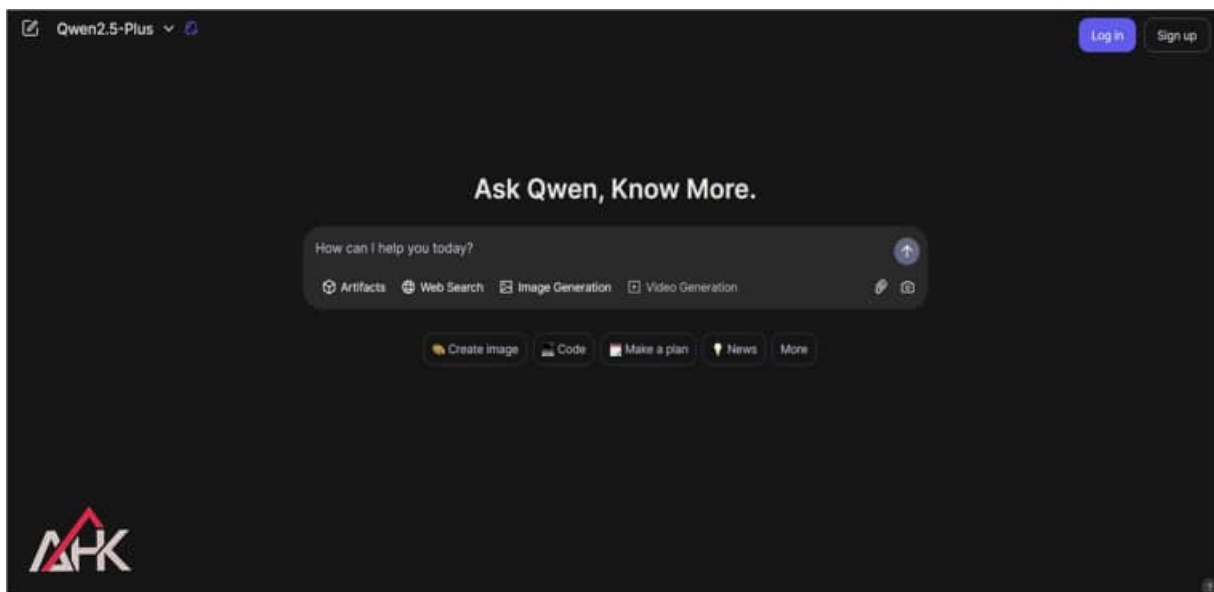 Qwen2.5-Plus
Log in
Sign up
Ask Qwen, Know More.
How can I help you today?
Artifacts Web Search Image Generation Video Generation
Create image Code Make a plan News More
AHK